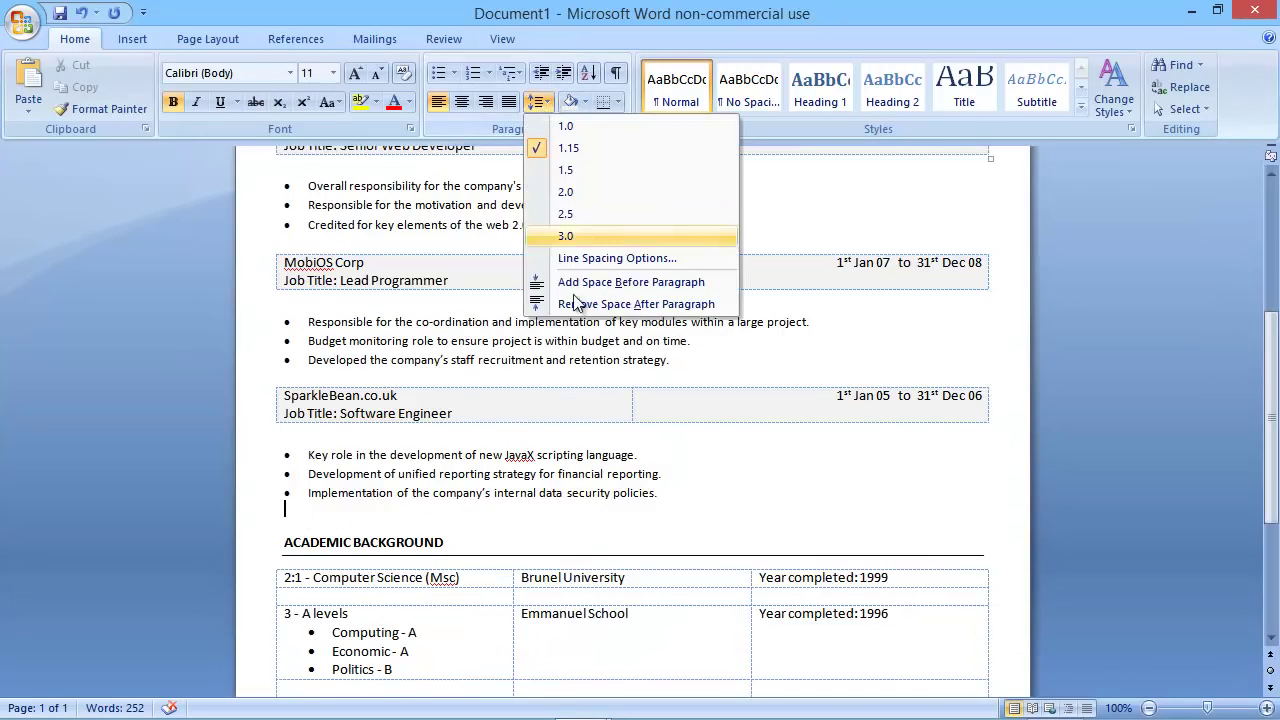 Document1 - Microsoft Word non-commercial use
Home Insert Page Layout References Mailings Review View
Cut
Copy
Paste
Format Painter
Clipboard
Calibri (Body) 11
B I U abc X₂ X² Aa ab A
Font
Paragr
AaBbCcDc AaBbCcDc AaBbCc AaBbCc AaB AaBbCc.
¶ Normal ¶ No Spaci... Heading 1 Heading 2 Title Subtitle
Change Styles
Styles
Find
Replace
Select
Editing
1.0
1.15
1.5
2.0
2.5
3.0
Line Spacing Options...
Add Space Before Paragraph
Remove Space After Paragraph
Job Title: Senior Web Developer
• Overall responsibility for the company's
• Responsible for the motivation and deve
• Credited for key elements of the web 2.0
MobiOS Corp 1st Jan 07 to 31st Dec 08
Job Title: Lead Programmer
• Responsible for the co-ordination and implementation of key modules within a large project.
• Budget monitoring role to ensure project is within budget and on time.
• Developed the company's staff recruitment and retention strategy.
SparkleBean.co.uk 1st Jan 05 to 31st Dec 06
Job Title: Software Engineer
• Key role in the development of new JavaX scripting language.
• Development of unified reporting strategy for financial reporting.
• Implementation of the company's internal data security policies.
ACADEMIC BACKGROUND
2:1 - Computer Science (Msc) Brunel University Year completed: 1999
3 - A levels Emmanuel School Year completed: 1996
• Computing - A
• Economic - A
• Politics - B
Page: 1 of 1 Words: 252 100%